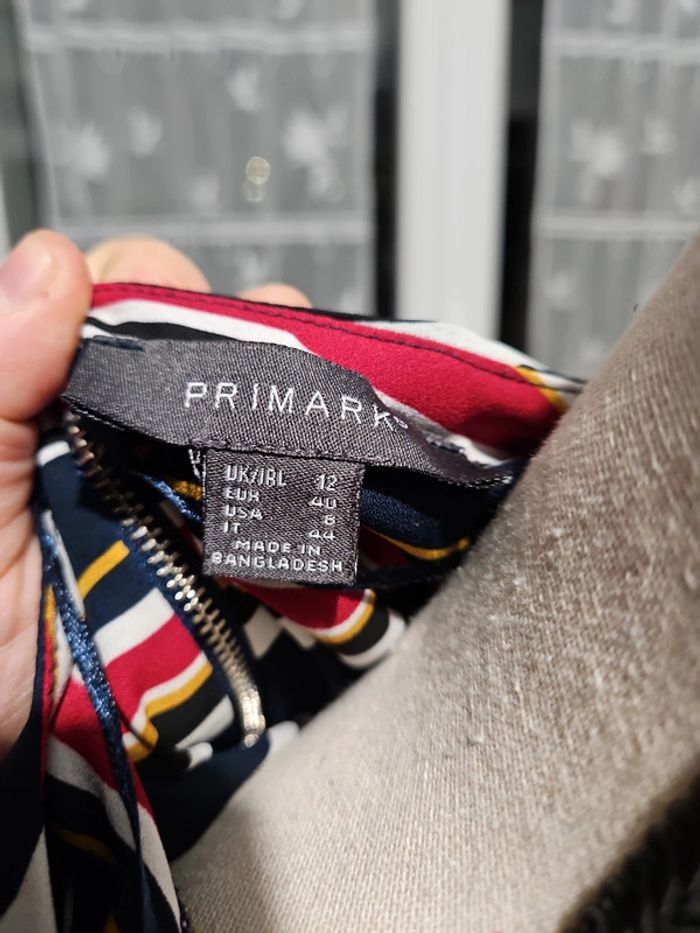 PRIMARK
UK/IRL 12
EUR 40
USA 8
IT 44
MADE IN
BANGLADESH